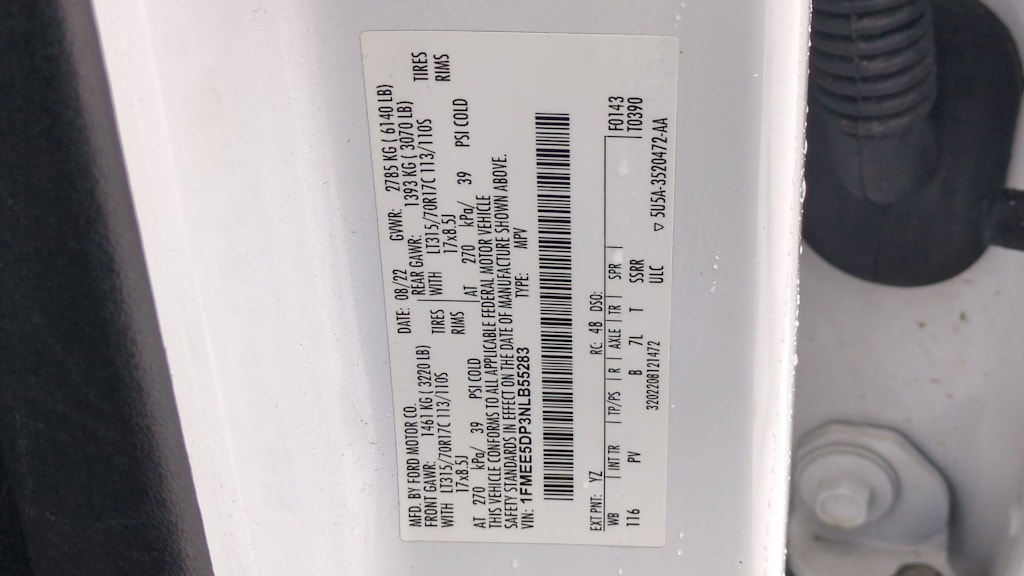 MFD. BY FORD MOTOR CO. DATE: 08/22 GVWR: 2785 KG ( 6140 LB)
FRONT GAWR: 1461 KG ( 3220 LB) REAR GAWR: 1393 KG ( 3070 LB)
WITH LT315/70R17C 113/110S TIRES WITH LT315/70R17C 113/110S TIRES
17x8.5J RIMS 17x8.5J RIMS
AT 270 kPa/ 39 PSI COLD AT 270 kPa/ 39 PSI COLD
THIS VEHICLE CONFORMS TO ALL APPLICABLE FEDERAL MOTOR VEHICLE
SAFETY STANDARDS IN EFFECT ON THE DATE OF MANUFACTURE SHOWN ABOVE.
VIN: 1FMEE5DP3NLB55283 TYPE: MPV
EXT PNT: YZ RC: 48 DSO: F0143
WB INT TR TP/PS R AXLE TR SPR 1T0390
116 PV B 7L T SSRR
3202208121472 ULC ▽ 5U5A-3520472-AA